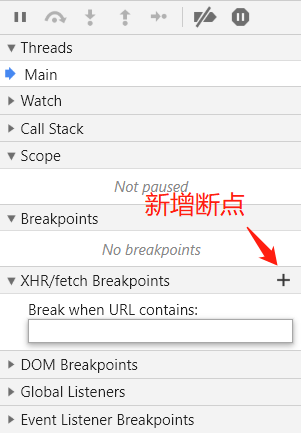 Threads
Main
Watch
Call Stack
Scope
Not paused
新增断点
Breakpoints
No breakpoints
XHR/fetch Breakpoints
Break when URL contains:
DOM Breakpoints
Global Listeners
Event Listener Breakpoints